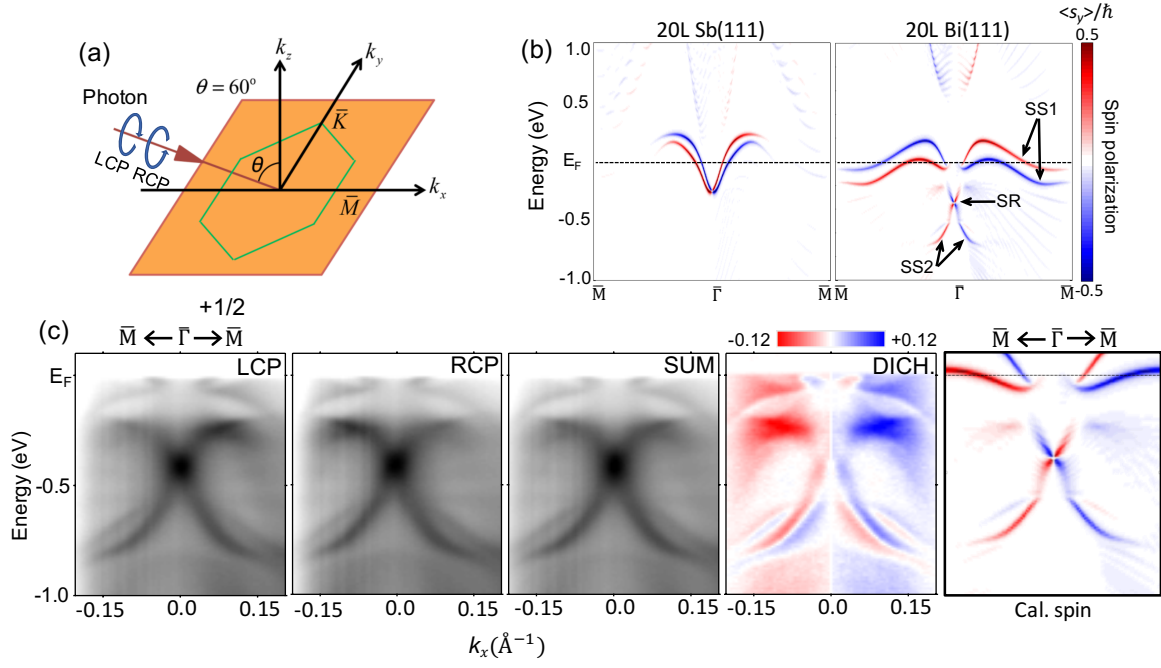 (a)
k_z
k_y
θ = 60°
K̄
Photon
LCP RCP
θ
M̄
k_x
(b)
20L Sb(111)
20L Bi(111)
<s_y>/ħ
0.5
1.0
0.5
E_F
-0.5
-1.0
Energy (eV)
M̄
Γ̄
M̄
M̄
Γ̄
M̄
SS1
SR
SS2
Spin polarization
-0.5
+1/2
(c)
M̄ ← Γ̄ → M̄
LCP
RCP
SUM
-0.12
+0.12
DICH.
M̄ ← Γ̄ → M̄
E_F
-0.5
-1.0
Energy (eV)
-0.15
0.0
0.15
-0.15
0.0
0.15
-0.15
0.0
0.15
-0.15
0.0
0.15
Cal. spin
k_x(Å⁻¹)